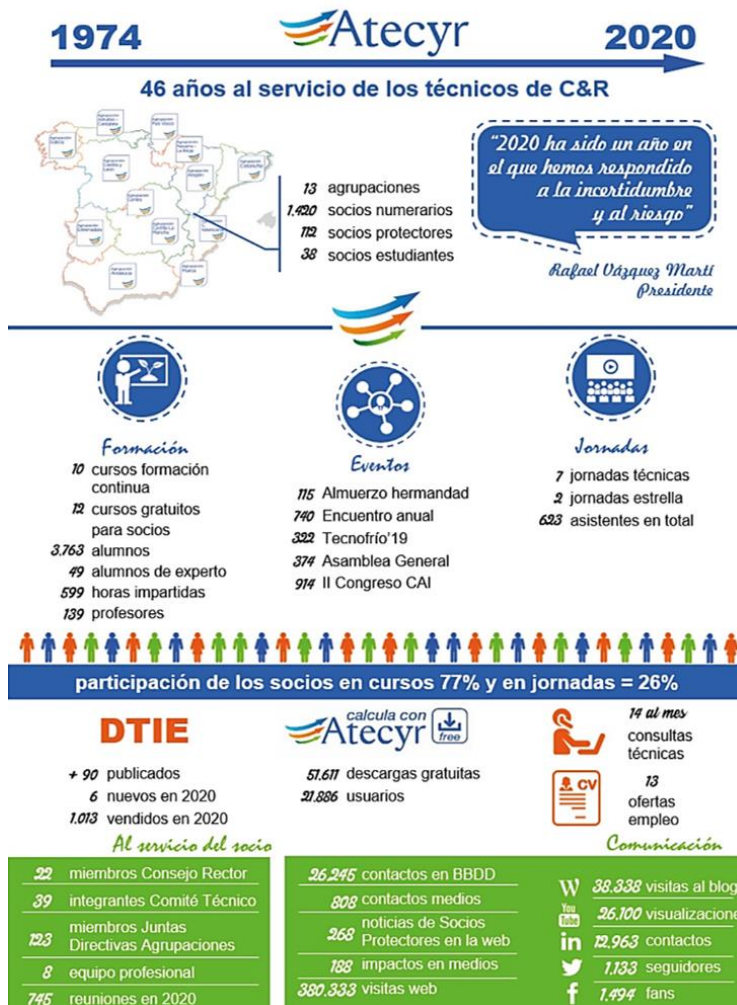 1974
Atecyr
2020
46 años al servicio de los técnicos de C&R
13 agrupaciones
1.420 socios numerarios
112 socios protectores
38 socios estudiantes
"2020 ha sido un año en
el que hemos respondido
a la incertidumbre
y al riesgo"
Rafael Vázquez Martí
Presidente
Formación
10 cursos formación
continua
12 cursos gratuitos
para socios
3.763 alumnos
49 alumnos de experto
599 horas impartidas
139 profesores
Eventos
115 Almuerzo hermandad
740 Encuentro anual
322 Tecnofrío'19
374 Asamblea General
914 II Congreso CAI
Jornadas
7 jornadas técnicas
2 jornadas estrella
623 asistentes en total
participación de los socios en cursos 77% y en jornadas = 26%
DTIE
+ 90 publicados
6 nuevos en 2020
1.013 vendidos en 2020
calcula con
Atecyr
free
51.611 descargas gratuitas
21.886 usuarios
14 al mes
consultas
técnicas
CV
13
ofertas
empleo
Al servicio del socio
22 miembros Consejo Rector
39 integrantes Comité Técnico
123 miembros Juntas
Directivas Agrupaciones
8 equipo profesional
745 reuniones en 2020
26.245 contactos en BBDD
808 contactos medios
268 noticias de Socios
Protectores en la web
188 impactos en medios
380.333 visitas web
Comunicación
W 38.338 visitas al blog
You
Tube
26.100 visualizacione
in 12.963 contactos
1.133 seguidores
f 1.494 fans